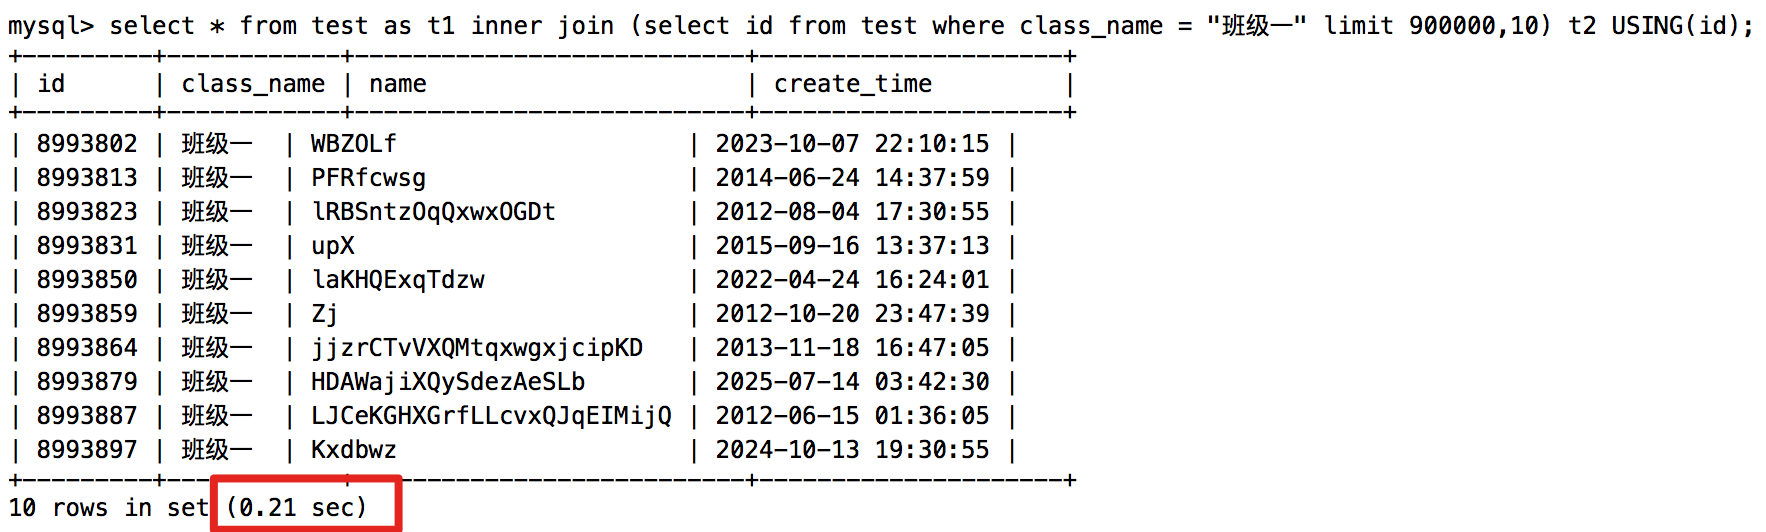 mysql> select * from test as t1 inner join (select id from test where class_name = "班级一" limit 900000,10) t2 USING(id);
+---------+------------+----------------------------+---------------------+
| id      | class_name | name                       | create_time         |
+---------+------------+----------------------------+---------------------+
| 8993802 | 班级一  | WBZOLf                    | 2023-10-07 22:10:15 |
| 8993813 | 班级一  | PFRfcwsg                  | 2014-06-24 14:37:59 |
| 8993823 | 班级一  | lRBSntzOqQxwxOGDt         | 2012-08-04 17:30:55 |
| 8993831 | 班级一  | upX                       | 2015-09-16 13:37:13 |
| 8993850 | 班级一  | laKHQExqTdzw              | 2022-04-24 16:24:01 |
| 8993859 | 班级一  | Zj                        | 2012-10-20 23:47:39 |
| 8993864 | 班级一  | jjzrCTvVXQMtqxwgxjcipKD   | 2013-11-18 16:47:05 |
| 8993879 | 班级一  | HDAWajiXQySdezAeSLb       | 2025-07-14 03:42:30 |
| 8993887 | 班级一  | LJCeKGHXGrfLLcvxQJqEIMijQ | 2012-06-15 01:36:05 |
| 8993897 | 班级一  | Kxdbwz                    | 2024-10-13 19:30:55 |
+---------+------------+----------------------------+---------------------+
10 rows in set (0.21 sec)